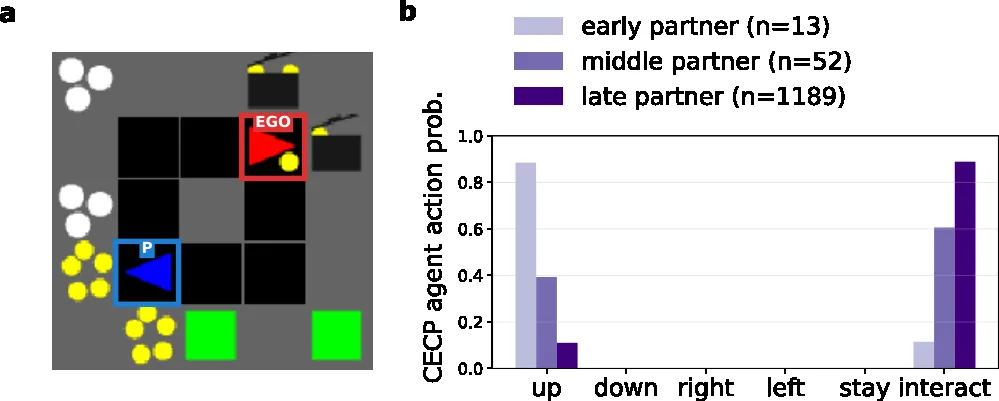 a
EGO
P
b
early partner (n=13)
middle partner (n=52)
late partner (n=1189)
CECP agent action prob.
1.0
0.8
0.6
0.4
0.2
0.0
up down right left stay interact